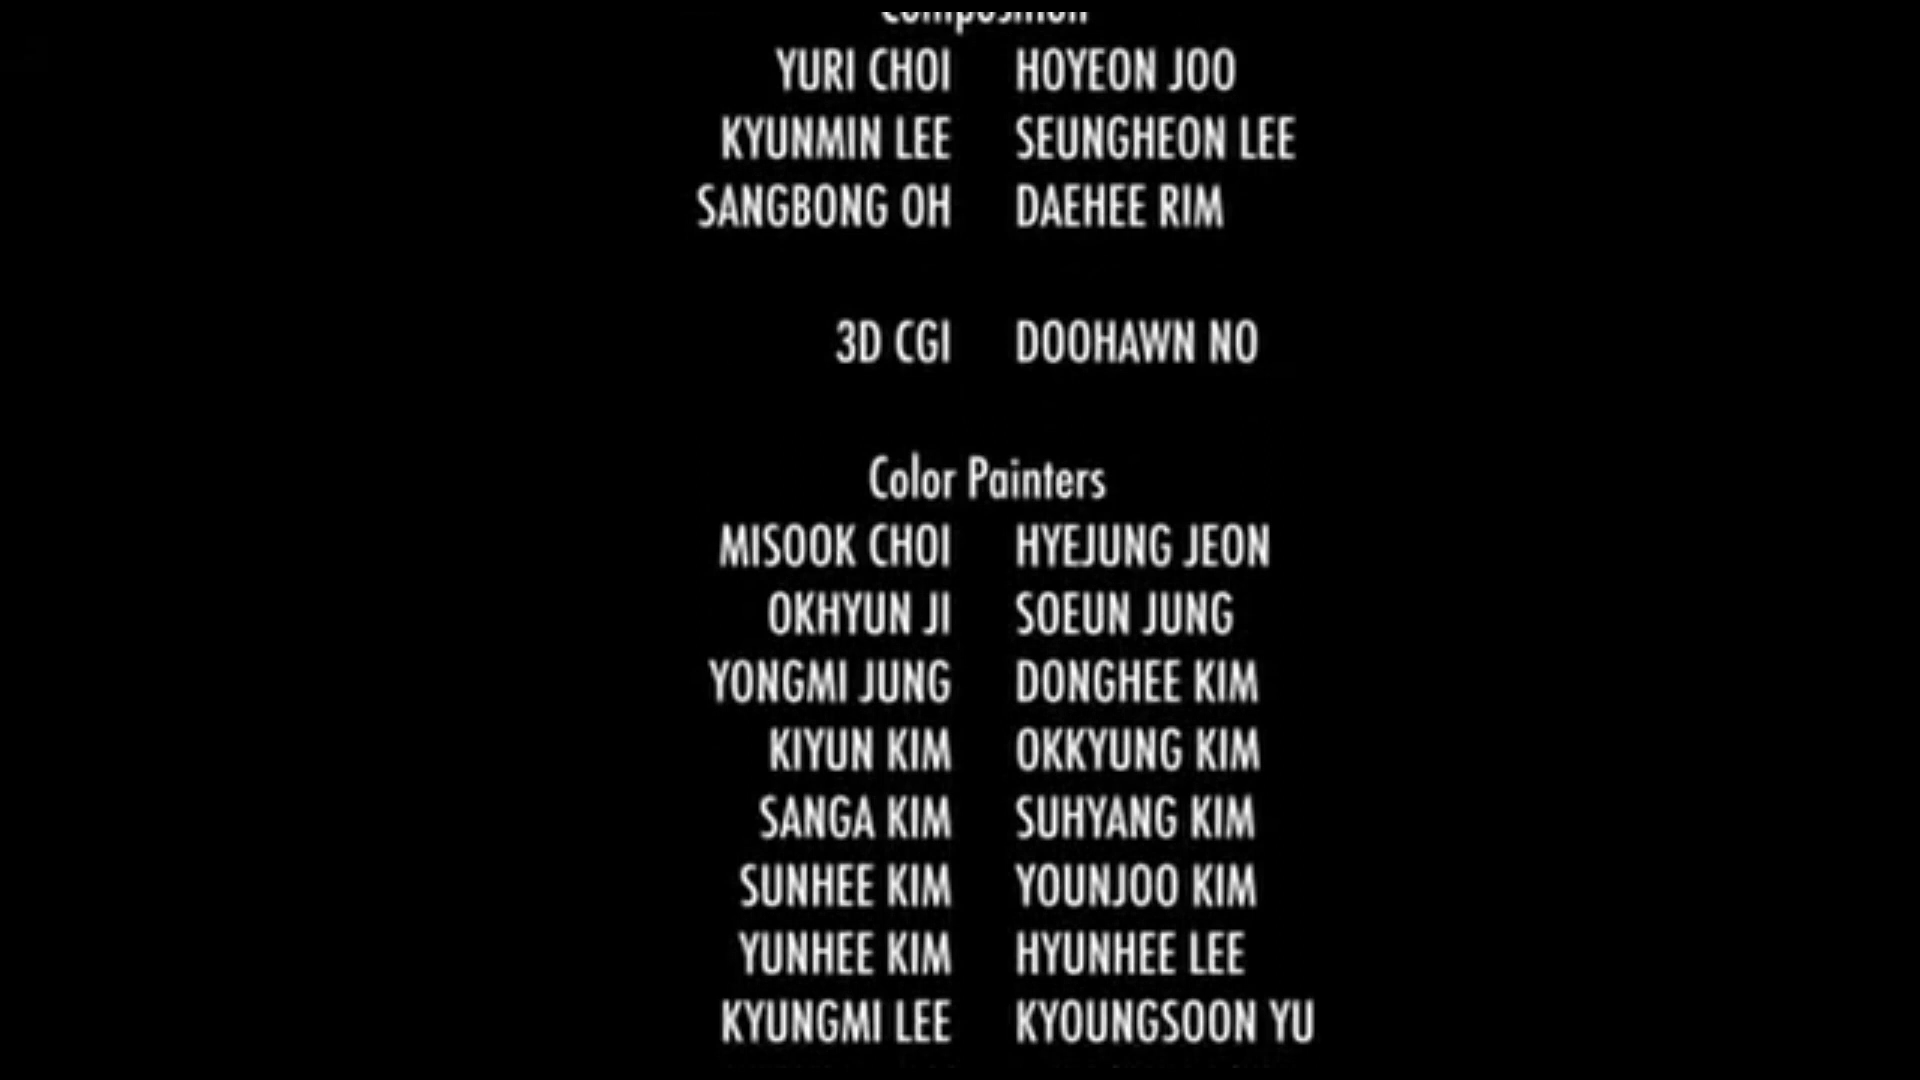 Composition
YURI CHOI HOYEON JOO
KYUNMIN LEE SEUNGHEON LEE
SANGBONG OH DAEHEE RIM
3D CGI DOOHAWN NO
Color Painters
MISOOK CHOI HYEJUNG JEON
OKHYUN JI SOEUN JUNG
YONGMI JUNG DONGHEE KIM
KIYUN KIM OKKYUNG KIM
SANGA KIM SUHYANG KIM
SUNHEE KIM YOUNJOO KIM
YUNHEE KIM HYUNHEE LEE
KYUNGMI LEE KYOUNGSOON YU